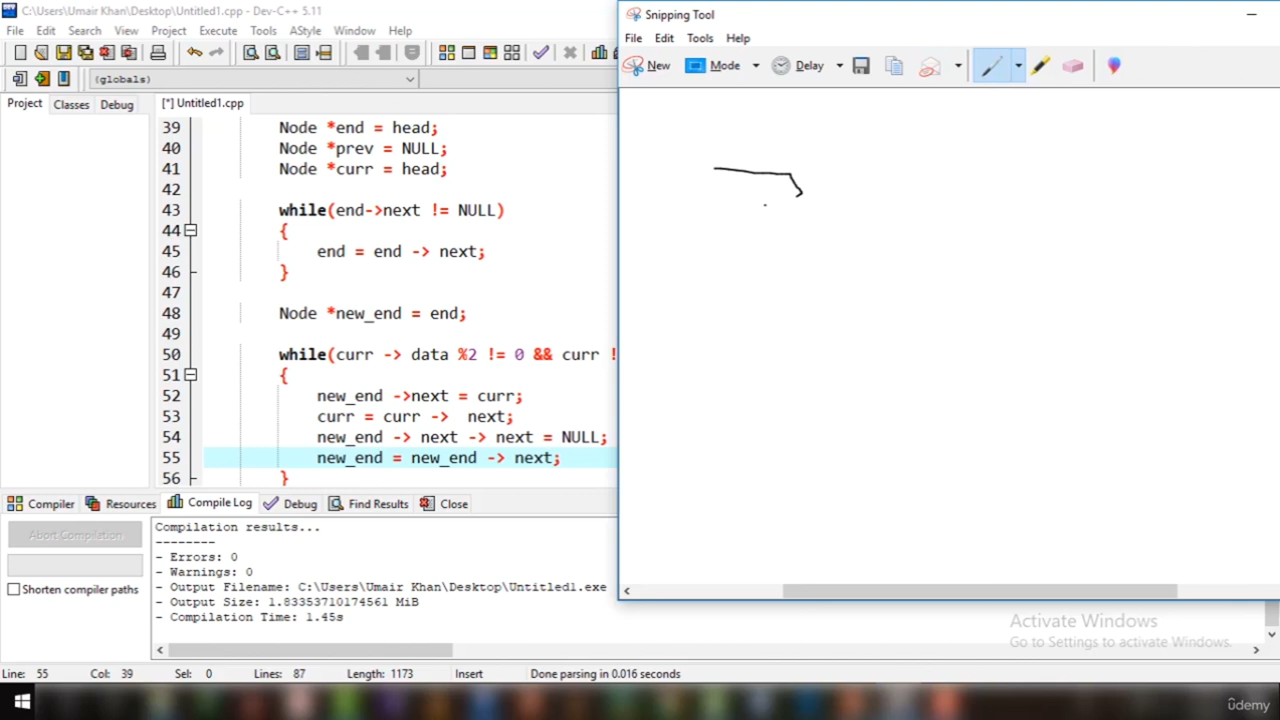 C:\Users\Umair Khan\Desktop\Untitled1.cpp - Dev-C++ 5.11
File Edit Search View Project Execute Tools AStyle Window Help
(globals)
Project Classes Debug
[*] Untitled1.cpp
39 Node *end = head;
40 Node *prev = NULL;
41 Node *curr = head;
42
43 while(end->next != NULL)
44 {
45 end = end -> next;
46 }
47
48 Node *new_end = end;
49
50 while(curr -> data %2 != 0 && curr !
51 {
52 new_end ->next = curr;
53 curr = curr -> next;
54 new_end -> next -> next = NULL;
55 new_end = new_end -> next;
56 }
Compiler Resources Compile Log Debug Find Results Close
Abort Compilation
Shorten compiler paths
Compilation results...
--------
- Errors: 0
- Warnings: 0
- Output Filename: C:\Users\Umair Khan\Desktop\Untitled1.exe
- Output Size: 1.83353710174561 MiB
- Compilation Time: 1.45s
Line: 55 Col: 39 Sel: 0 Lines: 87 Length: 1173 Insert Done parsing in 0.016 seconds
Snipping Tool
File Edit Tools Help
New Mode Delay
Activate Windows
Go to Settings to activate Windows.
ûdemy